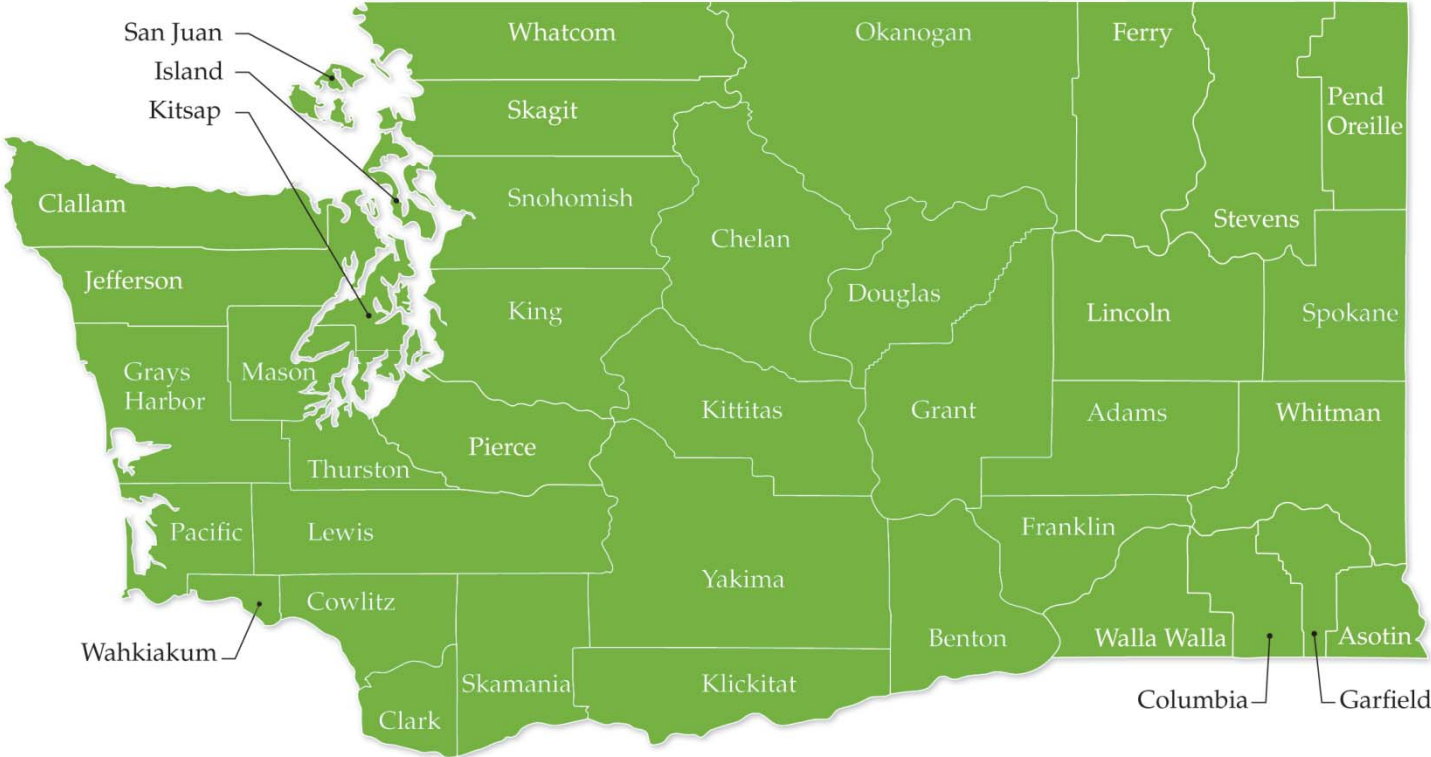 San Juan
Island
Kitsap
Whatcom
Okanogan
Ferry
Skagit
Pend
Oreille
Clallam
Snohomish
Stevens
Chelan
Jefferson
Douglas
King
Lincoln
Spokane
Grays
Harbor
Mason
Kittitas
Grant
Adams
Whitman
Pierce
Thurston
Pacific
Lewis
Franklin
Yakima
Cowlitz
Wahkiakum
Benton
Walla Walla
Asotin
Skamania
Klickitat
Columbia
Garfield
Clark